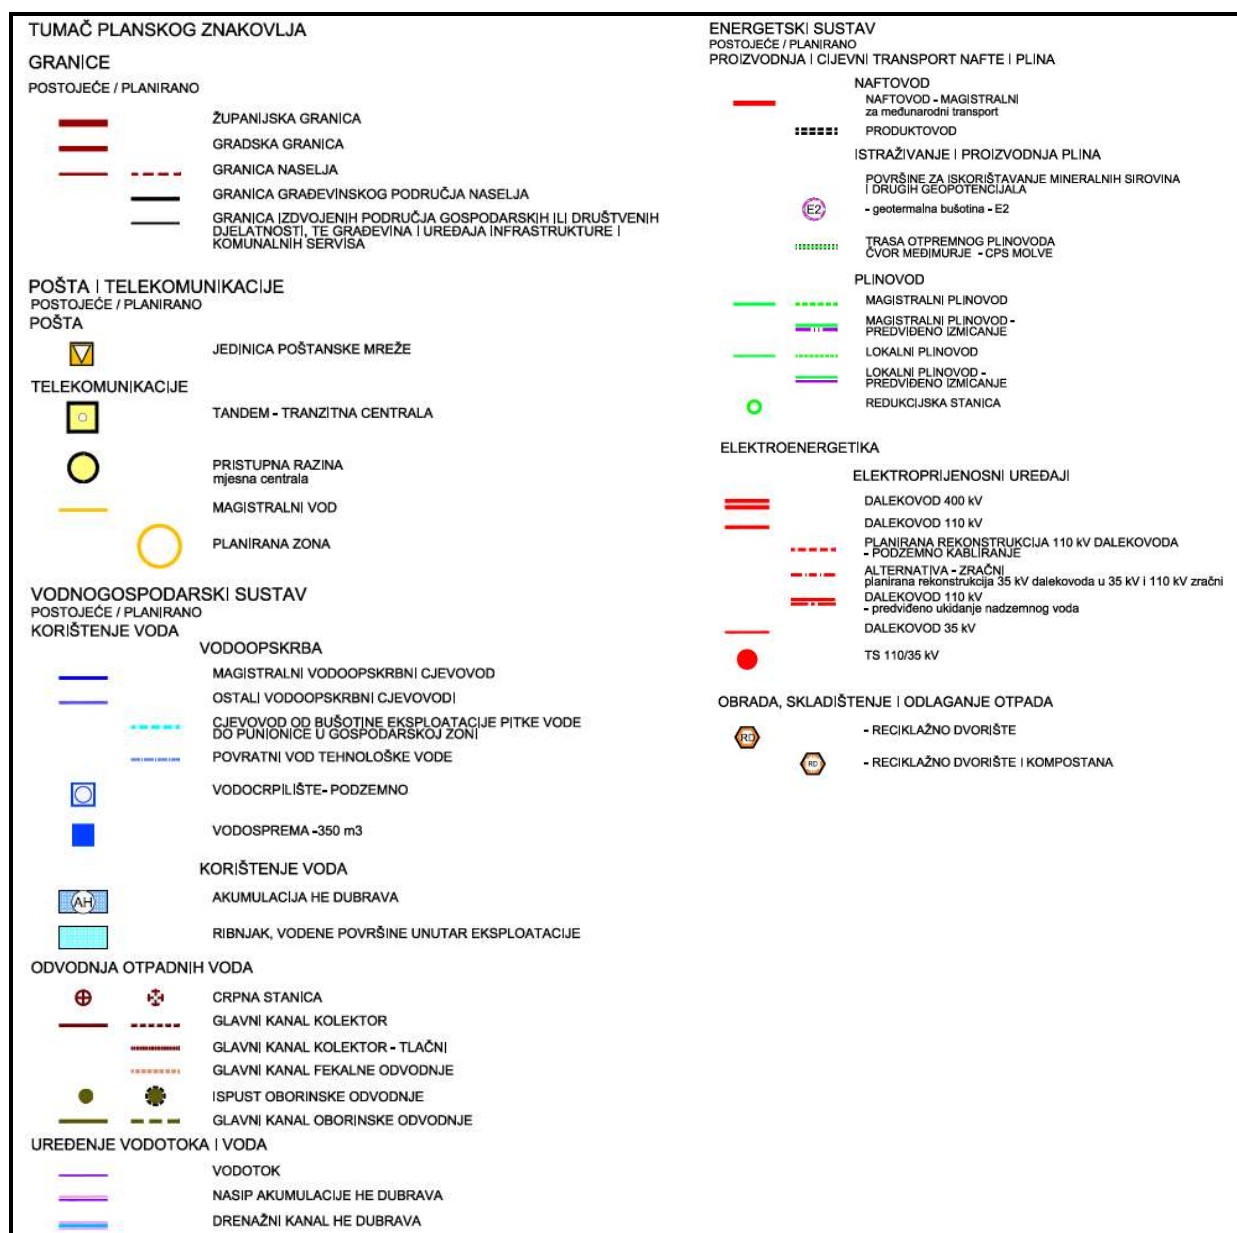 TUMAČ PLANSKOG ZNAKOVLJA
GRANICE
POSTOJEĆE / PLANIRANO
ŽUPANIJSKA GRANICA
GRADSKA GRANICA
GRANICA NASELJA
GRANICA GRAĐEVINSKOG PODRUČJA NASELJA
GRANICA IZDVOJENIH PODRUČJA GOSPODARSKIH ILI DRUŠTVENIH
DJELATNOSTI, TE GRAĐEVINA I UREĐAJA INFRASTRUKTURE I
KOMUNALNIH SERVISA
POŠTA I TELEKOMUNIKACIJE
POSTOJEĆE / PLANIRANO
POŠTA
JEDINICA POŠTANSKE MREŽE
TELEKOMUNIKACIJE
TANDEM - TRANZITNA CENTRALA
PRISTUPNA RAZINA
mjesna centrala
MAGISTRALNI VOD
PLANIRANA ZONA
VODNOGOSPODARSKI SUSTAV
POSTOJEĆE / PLANIRANO
KORIŠTENJE VODA
VODOOPSKRBA
MAGISTRALNI VODOOPSKRBNI CJEVOVOD
OSTALI VODOOPSKRBNI CJEVOVODI
CJEVOVOD OD BUŠOTINE EKSPLOATACIJE PITKE VODE
DO PUNIONICE U GOSPODARSKOJ ZONI
POVRATNI VOD TEHNOLOŠKE VODE
VODOCRPILIŠTE- PODZEMNO
VODOSPREMA -350 m3
KORIŠTENJE VODA
AH AKUMULACIJA HE DUBRAVA
RIBNJAK, VODENE POVRŠINE UNUTAR EKSPLOATACIJE
ODVODNJA OTPADNIH VODA
CRPNA STANICA
GLAVNI KANAL KOLEKTOR
GLAVNI KANAL KOLEKTOR - TLAČNI
GLAVNI KANAL FEKALNE ODVODNJE
ISPUST OBORINSKE ODVODNJE
GLAVNI KANAL OBORINSKE ODVODNJE
UREĐENJE VODOTOKA I VODA
VODOTOK
NASIP AKUMULACIJE HE DUBRAVA
DRENAŽNI KANAL HE DUBRAVA
ENERGETSKI SUSTAV
POSTOJEĆE / PLANIRANO
PROIZVODNJA I CIJEVNI TRANSPORT NAFTE I PLINA
NAFTOVOD
NAFTOVOD - MAGISTRALNI
za međunarodni transport
PRODUKTOVOD
ISTRAŽIVANJE I PROIZVODNJA PLINA
POVRŠINE ZA ISKORIŠTAVANJE MINERALNIH SIROVINA
I DRUGIH GEOPOTENCIJALA
E2 - geotermalna bušotina - E2
TRASA OTPREMNOG PLINOVODA
ČVOR MEĐIMURJE - CPS MOLVE
PLINOVOD
MAGISTRALNI PLINOVOD
MAGISTRALNI PLINOVOD -
PREDVIĐENO IZMICANJE
LOKALNI PLINOVOD
LOKALNI PLINOVOD -
PREDVIĐENO IZMICANJE
REDUKCIJSKA STANICA
ELEKTROENERGETIKA
ELEKTROPRIJENOSNI UREĐAJI
DALEKOVOD 400 kV
DALEKOVOD 110 kV
PLANIRANA REKONSTRUKCIJA 110 kV DALEKOVODA
- PODZEMNO KABLIRANJE
ALTERNATIVA - ZRAČNI
planirana rekonstrukcija 35 kV dalekovoda u 35 kV i 110 kV zračni
DALEKOVOD 110 kV
- predviđeno ukidanje nadzemnog voda
DALEKOVOD 35 kV
TS 110/35 kV
OBRADA, SKLADIŠTENJE I ODLAGANJE OTPADA
RD - RECIKLAŽNO DVORIŠTE
RD - RECIKLAŽNO DVORIŠTE I KOMPOSTANA